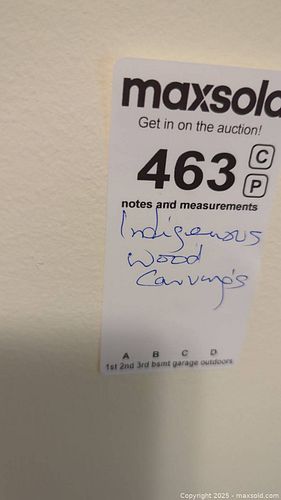 maxsold
Get in on the auction!
463 C
P
notes and measurements
Indigenous
wood
Carving's
A B C D
1st 2nd 3rd bsmt garage outdoors
Copyright © 2025 - maxsold.com